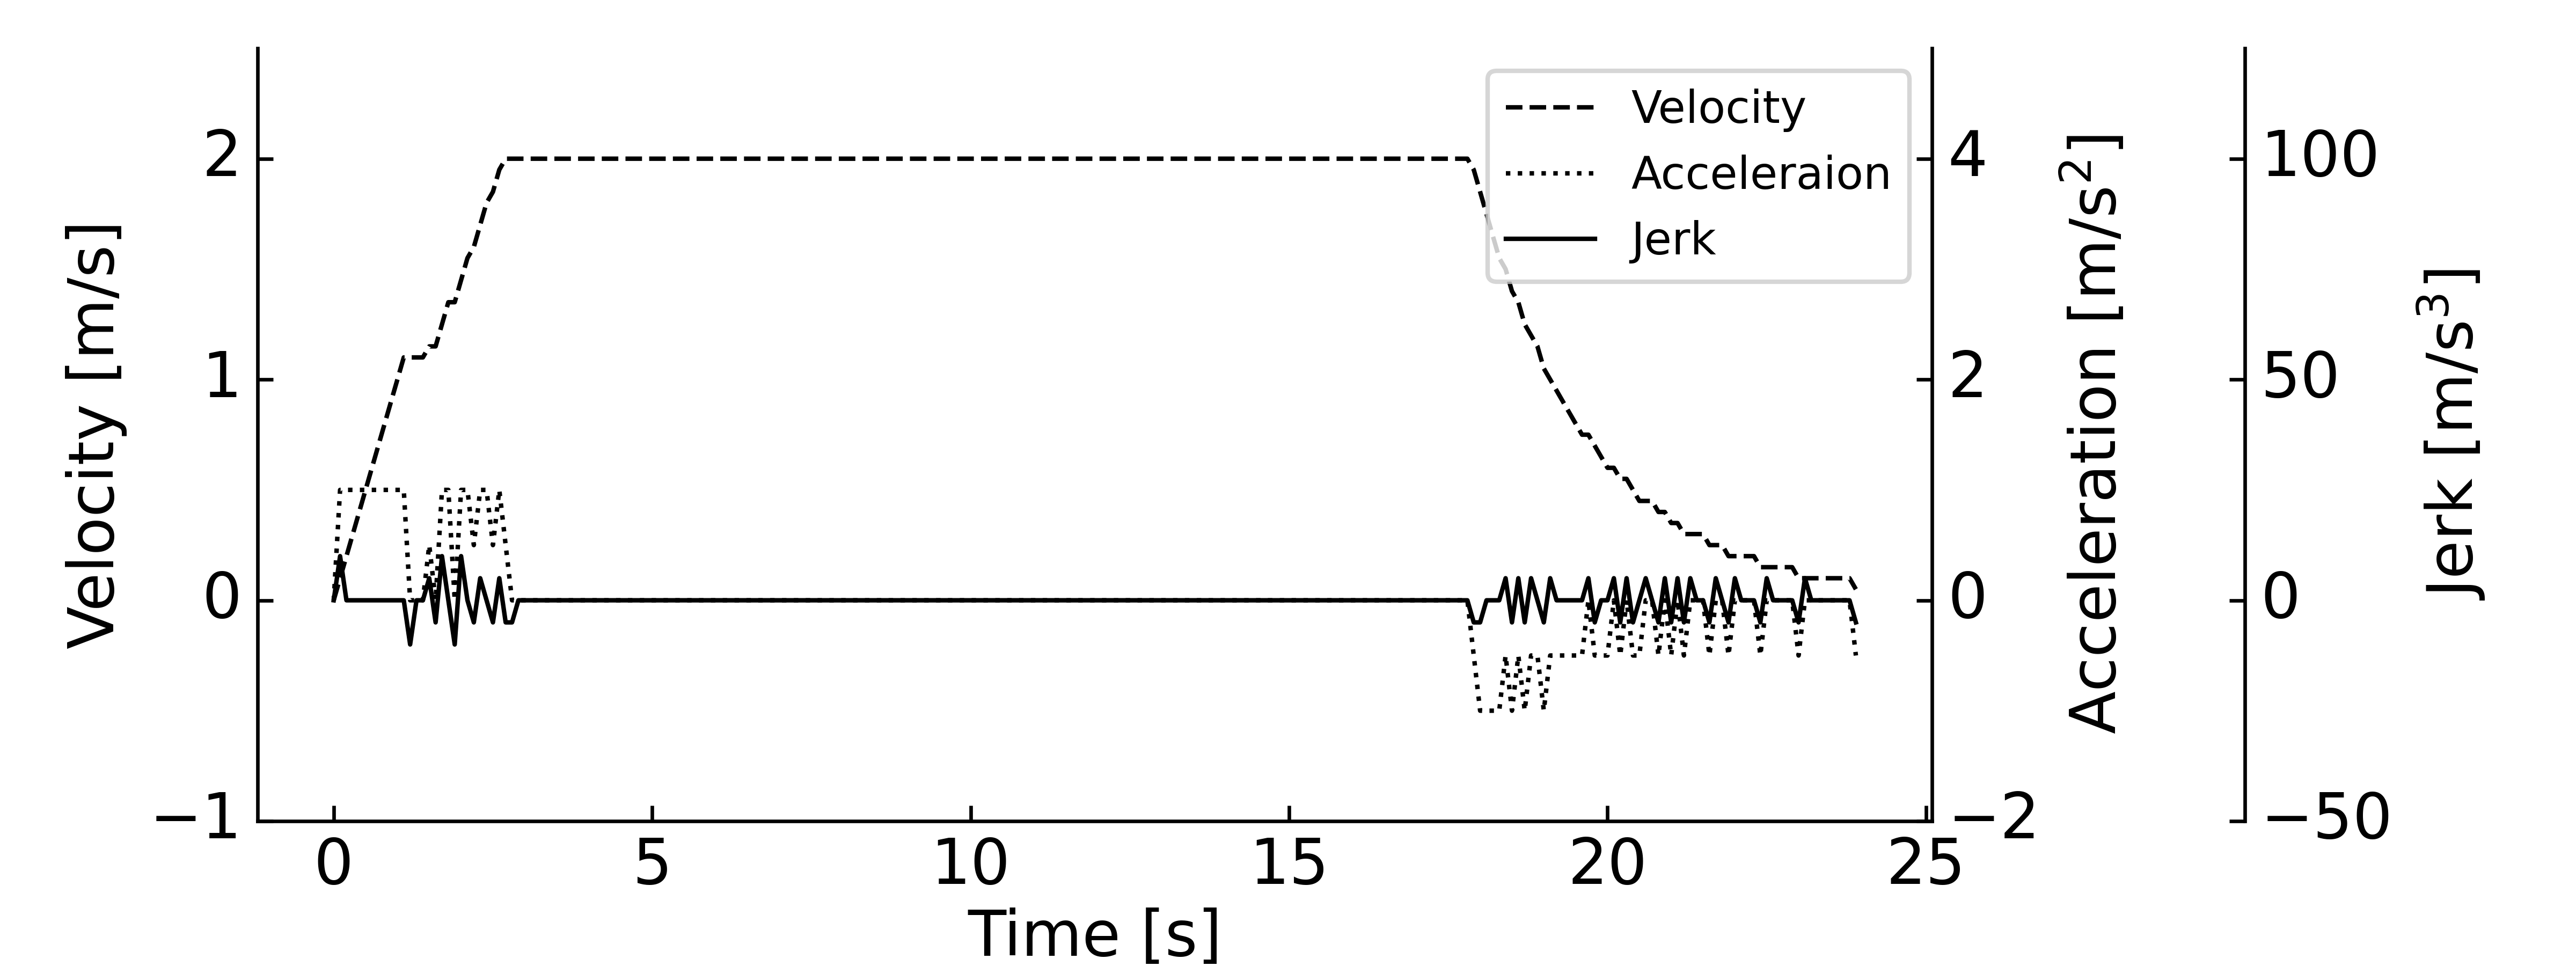 Velocity [m/s]
2
1
0
−1
0 5 10 15 20 25
Time [s]
Velocity
Acceleraion
Jerk
4
2
0
−2
Acceleration [m/s²]
100
50
0
−50
Jerk [m/s³]